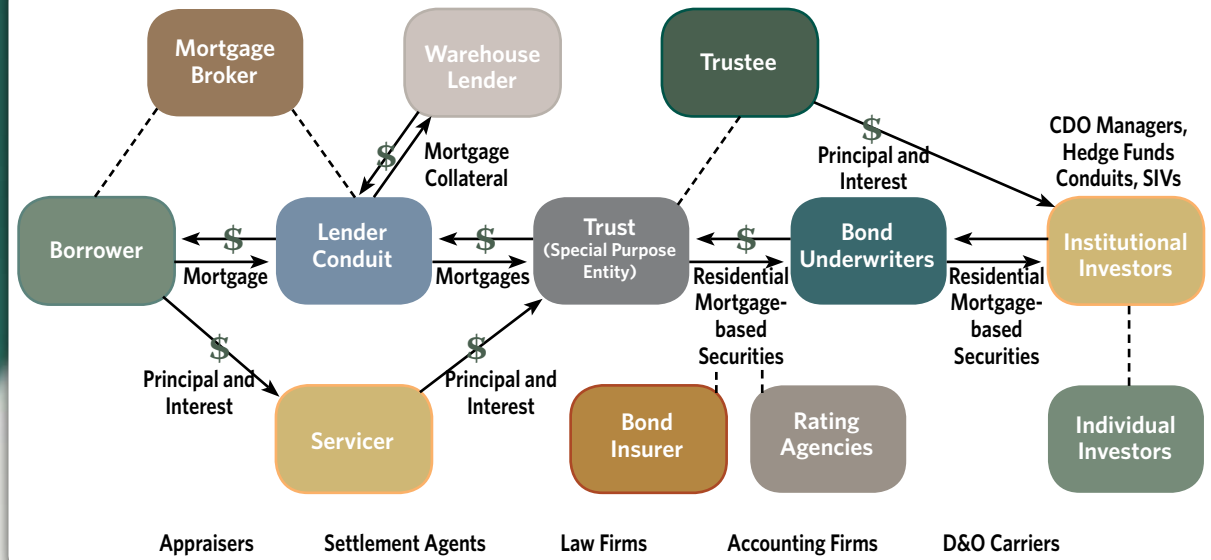 Mortgage
Broker
Warehouse
Lender
Trustee
$
Mortgage
Collateral
$
Principal and
Interest
CDO Managers,
Hedge Funds
Conduits, SIVs
Borrower
$
Mortgage
Lender
Conduit
$
Mortgages
Trust
(Special Purpose
Entity)
$
Residential
Mortgage-
based
Securities
Bond
Underwriters
Residential
Mortgage-
based
Securities
Institutional
Investors
$
Principal and
Interest
Servicer
$
Principal and
Interest
Bond
Insurer
Rating
Agencies
Individual
Investors
Appraisers
Settlement Agents
Law Firms
Accounting Firms
D&O Carriers